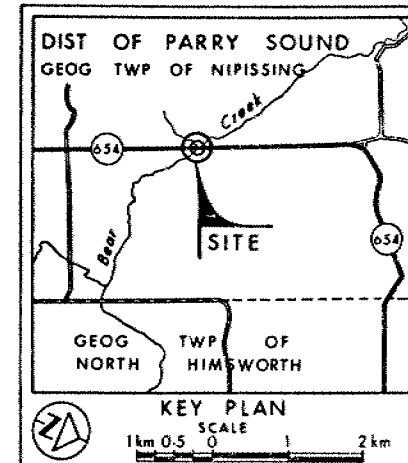 DIST OF PARRY SOUND
GEOG TWP OF NIPISSING
Creek
654
Bear
SITE
654
GEOG TWP OF
NORTH HIMSWORTH
KEY PLAN
SCALE
1km 0.5 0 1 2 km
N